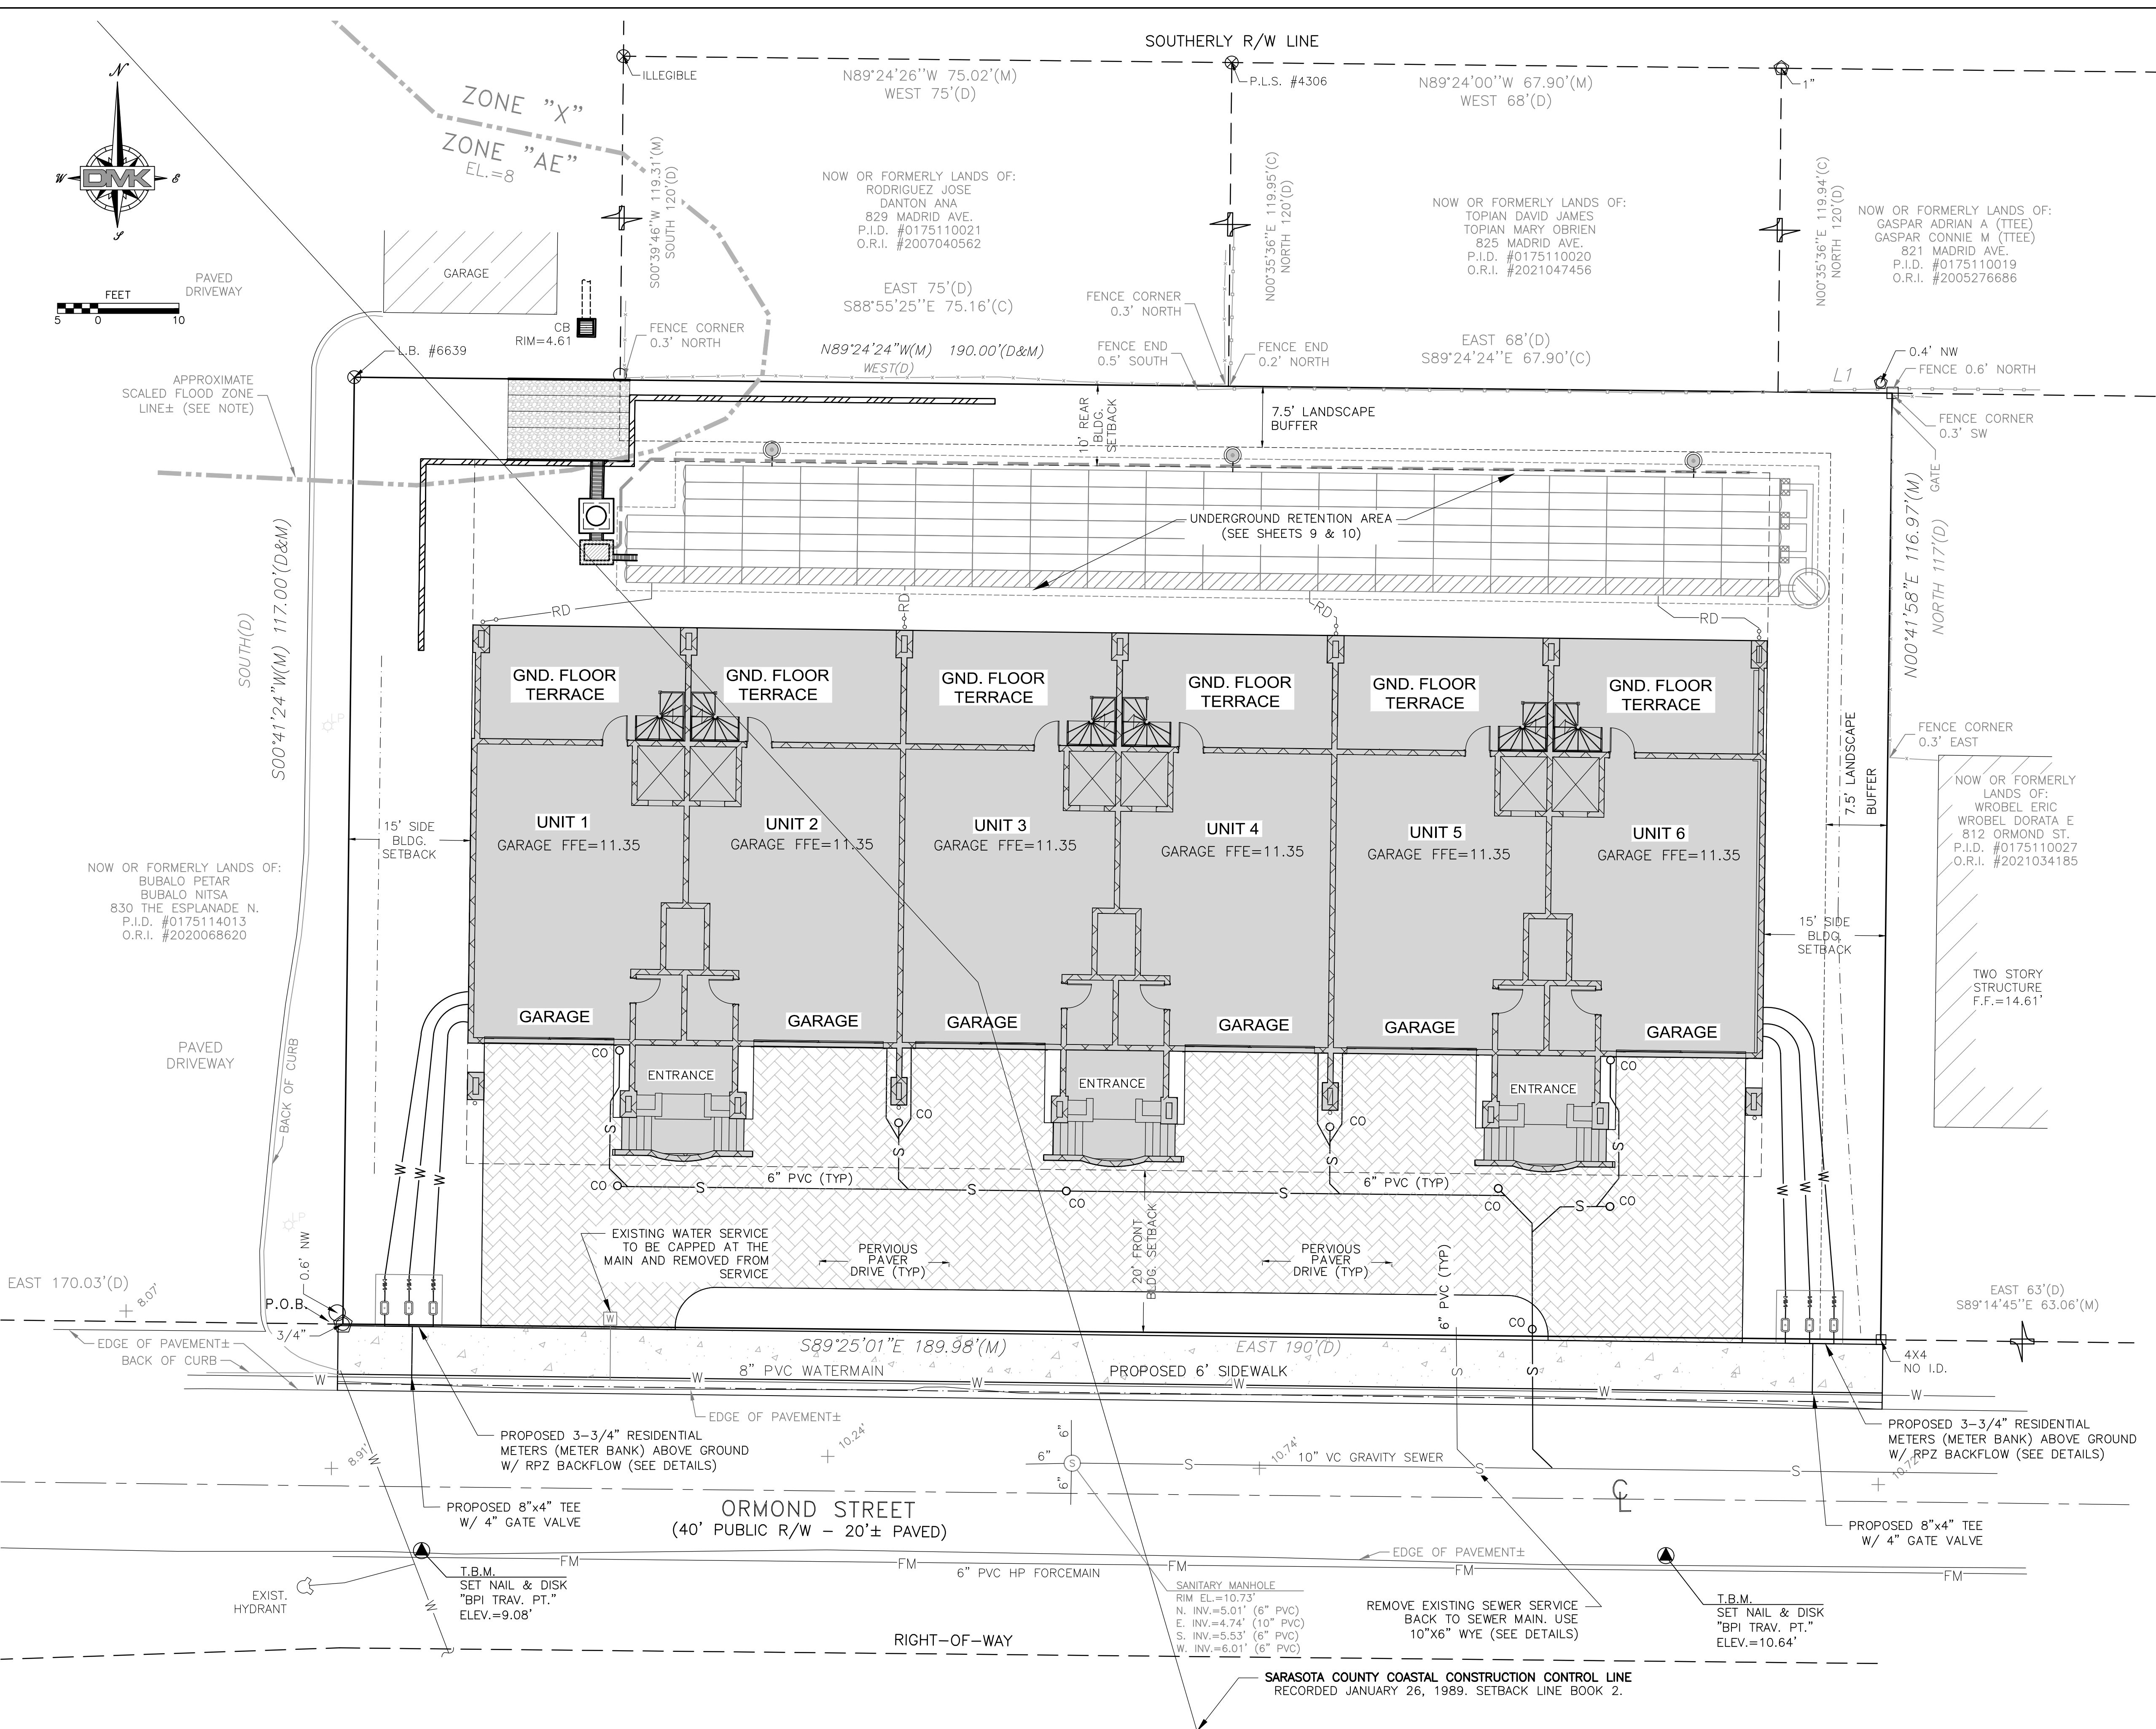 SOUTHERLY R/W LINE
ILLEGIBLE
N89°24'26''W 75.02'(M)
WEST 75'(D)
P.L.S. #4306
N89°24'00''W 67.90'(M)
WEST 68'(D)
1"
ZONE "X"
ZONE "AE"
EL.=8
N
W
DMK
E
S
FEET
5 0 10
PAVED
DRIVEWAY
GARAGE
CB
RIM=4.61
S00°39'46''W 119.31'(M)
SOUTH 120'(D)
NOW OR FORMERLY LANDS OF:
RODRIGUEZ JOSE
DANTON ANA
829 MADRID AVE.
P.I.D. #0175110021
O.R.I. #2007040562
EAST 75'(D)
S88°55'25''E 75.16'(C)
N00°35'36''E 119.95'(C)
NORTH 120'(D)
NOW OR FORMERLY LANDS OF:
TOPIAN DAVID JAMES
TOPIAN MARY OBRIEN
825 MADRID AVE.
P.I.D. #0175110020
O.R.I. #2021047456
EAST 68'(D)
S89°24'24''E 67.90'(C)
N00°35'36''E 119.94'(C)
NORTH 120'(D)
NOW OR FORMERLY LANDS OF:
GASPAR ADRIAN A (TTEE)
GASPAR CONNIE M (TTEE)
821 MADRID AVE.
P.I.D. #0175110019
O.R.I. #2005276686
FENCE CORNER
0.3' NORTH
FENCE CORNER
0.3' NORTH
N89°24'24"W(M) 190.00'(D&M)
WEST(D)
FENCE END
0.5' SOUTH
FENCE END
0.2' NORTH
L.B. #6639
APPROXIMATE
SCALED FLOOD ZONE
LINE± (SEE NOTE)
L1
0.4' NW
FENCE 0.6' NORTH
FENCE CORNER
0.3' SW
GATE
10' REAR
BLDG.
SETBACK
7.5' LANDSCAPE
BUFFER
UNDERGROUND RETENTION AREA
(SEE SHEETS 9 & 10)
N00°41'58"E 116.97'(M)
NORTH 117'(D)
SOUTH(D)
S00°41'24"W(M) 117.00'(D&M)
RD
RD
RD
RD
GND. FLOOR
TERRACE
GND. FLOOR
TERRACE
GND. FLOOR
TERRACE
GND. FLOOR
TERRACE
GND. FLOOR
TERRACE
GND. FLOOR
TERRACE
LP
7.5' LANDSCAPE
BUFFER
FENCE CORNER
0.3' EAST
NOW OR FORMERLY
LANDS OF:
WROBEL ERIC
WROBEL DORATA E
812 ORMOND ST.
P.I.D. #0175110027
O.R.I. #2021034185
UNIT 1
GARAGE FFE=11.35
UNIT 2
GARAGE FFE=11.35
UNIT 3
GARAGE FFE=11.35
UNIT 4
GARAGE FFE=11.35
UNIT 5
GARAGE FFE=11.35
UNIT 6
GARAGE FFE=11.35
15' SIDE
BLDG.
SETBACK
15' SIDE
BLDG.
SETBACK
NOW OR FORMERLY LANDS OF:
BUBALO PETAR
BUBALO NITSA
830 THE ESPLANADE N.
P.I.D. #0175114013
O.R.I. #2020068620
TWO STORY
STRUCTURE
F.F.=14.61'
GARAGE
GARAGE
GARAGE
GARAGE
GARAGE
GARAGE
PAVED
DRIVEWAY
BACK OF CURB
CO
ENTRANCE
CO
ENTRANCE
CO
ENTRANCE
CO
S
S
S
S
W W W
W W W
CO
S
6" PVC (TYP)
S
CO
S
6" PVC (TYP)
CO
S
CO
LP
EXISTING WATER SERVICE
TO BE CAPPED AT THE
MAIN AND REMOVED FROM
SERVICE
W
PERVIOUS
PAVER
DRIVE (TYP)
20' FRONT
BLDG. SETBACK
PERVIOUS
PAVER
DRIVE (TYP)
6" PVC (TYP)
CO
EAST 170.03'(D)
8.07'
0.6' NW
P.O.B.
3/4"
EAST 63'(D)
S89°14'45''E 63.06'(M)
EDGE OF PAVEMENT±
BACK OF CURB
S89°25'01"E 189.98'(M)
EAST 190'(D)
8" PVC WATERMAIN
PROPOSED 6' SIDEWALK
S
S
4X4
NO I.D.
W
W
W
W
W
W
EDGE OF PAVEMENT±
PROPOSED 3-3/4" RESIDENTIAL
METERS (METER BANK) ABOVE GROUND
W/ RPZ BACKFLOW (SEE DETAILS)
PROPOSED 3-3/4" RESIDENTIAL
METERS (METER BANK) ABOVE GROUND
W/ RPZ BACKFLOW (SEE DETAILS)
8.91'
W
10.24'
6"
6"
6"
S
S
10.74'
10" VC GRAVITY SEWER
S
S
10.72'
CL
PROPOSED 8"x4" TEE
W/ 4" GATE VALVE
ORMOND STREET
(40' PUBLIC R/W - 20'± PAVED)
PROPOSED 8"x4" TEE
W/ 4" GATE VALVE
EDGE OF PAVEMENT±
FM
FM
FM
FM
FM
6" PVC HP FORCEMAIN
EXIST.
HYDRANT
W
T.B.M.
SET NAIL & DISK
"BPI TRAV. PT."
ELEV.=9.08'
SANITARY MANHOLE
RIM EL.=10.73'
N. INV.=5.01' (6" PVC)
E. INV.=4.74' (10" PVC)
S. INV.=5.53' (6" PVC)
W. INV.=6.01' (6" PVC)
REMOVE EXISTING SEWER SERVICE
BACK TO SEWER MAIN. USE
10"X6" WYE (SEE DETAILS)
T.B.M.
SET NAIL & DISK
"BPI TRAV. PT."
ELEV.=10.64'
RIGHT-OF-WAY
SARASOTA COUNTY COASTAL CONSTRUCTION CONTROL LINE
RECORDED JANUARY 26, 1989. SETBACK LINE BOOK 2.